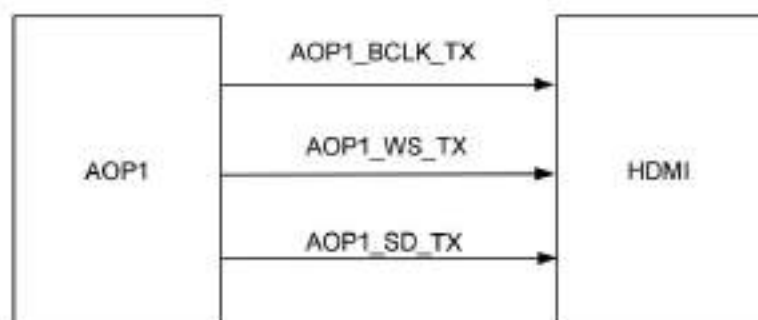 AOP1_BCLK_TX
AOP1_WS_TX
AOP1
HDMI
AOP1_SD_TX